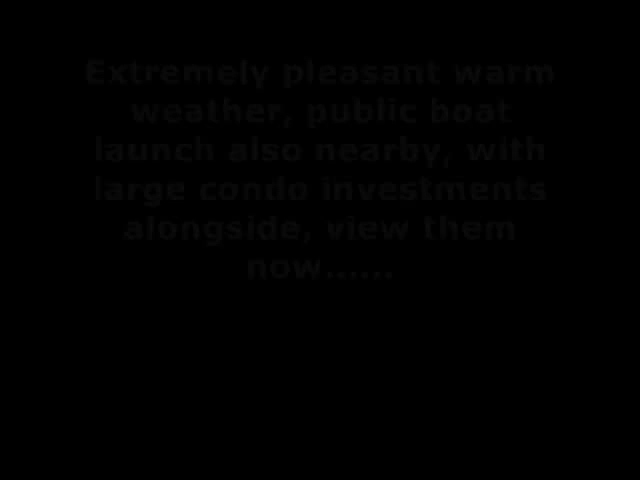 Extremely pleasant warm
weather, public boat
launch also nearby, with
large condo investments
alongside, view them
now......